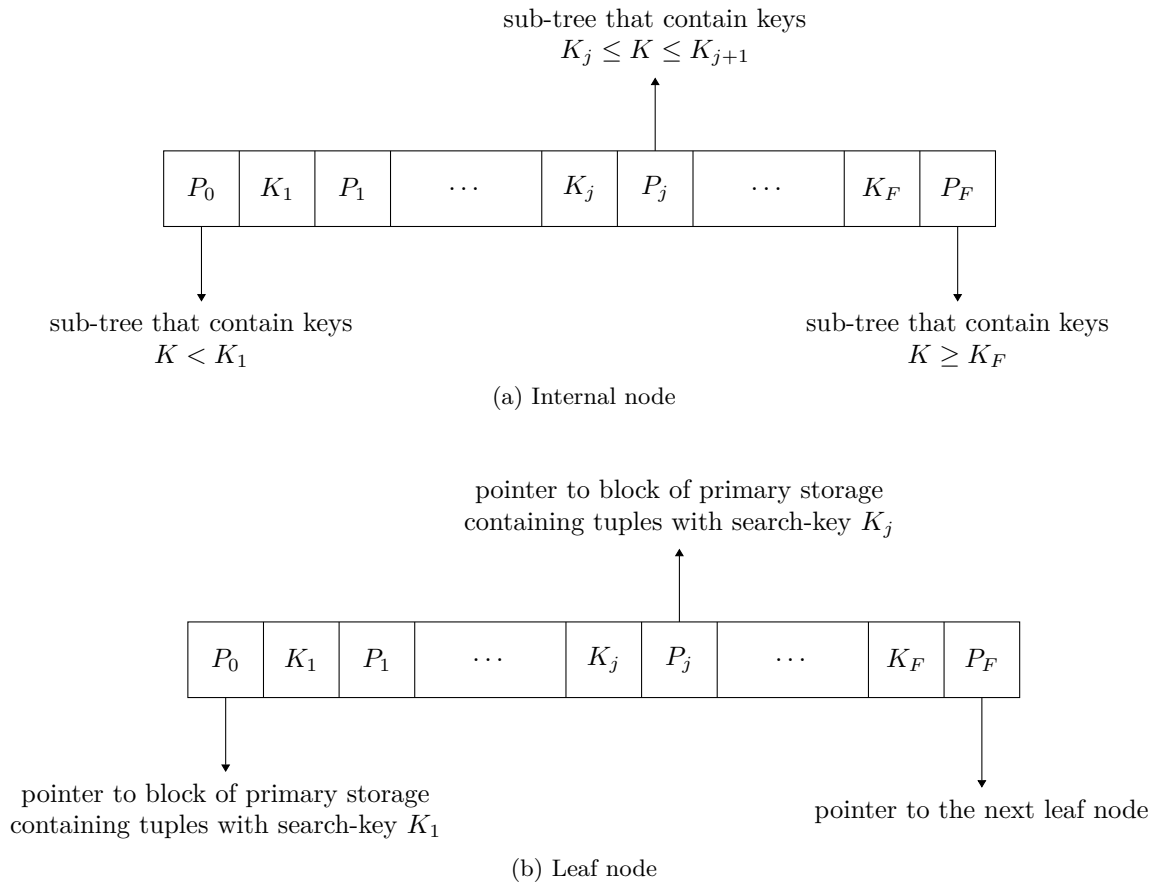 sub-tree that contain keys
K_j ≤ K ≤ K_{j+1}
P_0 K_1 P_1 ··· K_j P_j ··· K_F P_F
sub-tree that contain keys
K < K_1
sub-tree that contain keys
K ≥ K_F
(a) Internal node
pointer to block of primary storage
containing tuples with search-key K_j
P_0 K_1 P_1 ··· K_j P_j ··· K_F P_F
pointer to block of primary storage
containing tuples with search-key K_1
pointer to the next leaf node
(b) Leaf node